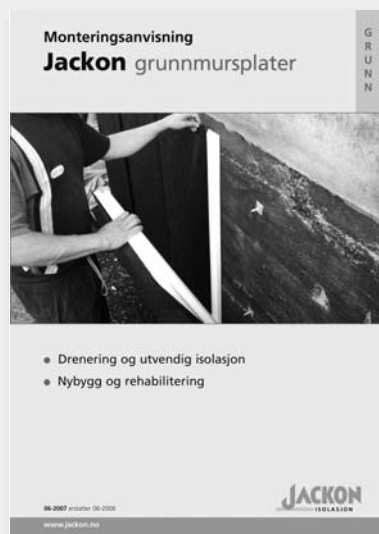 Monteringsanvisning
Jackon grunnmursplater
GRUNN
Drenering og utvendig isolasjon
Nybygg og rehabilitering
06-2007 erstatter 06-2006
JACKON
ISOLASJON
www.jackon.no